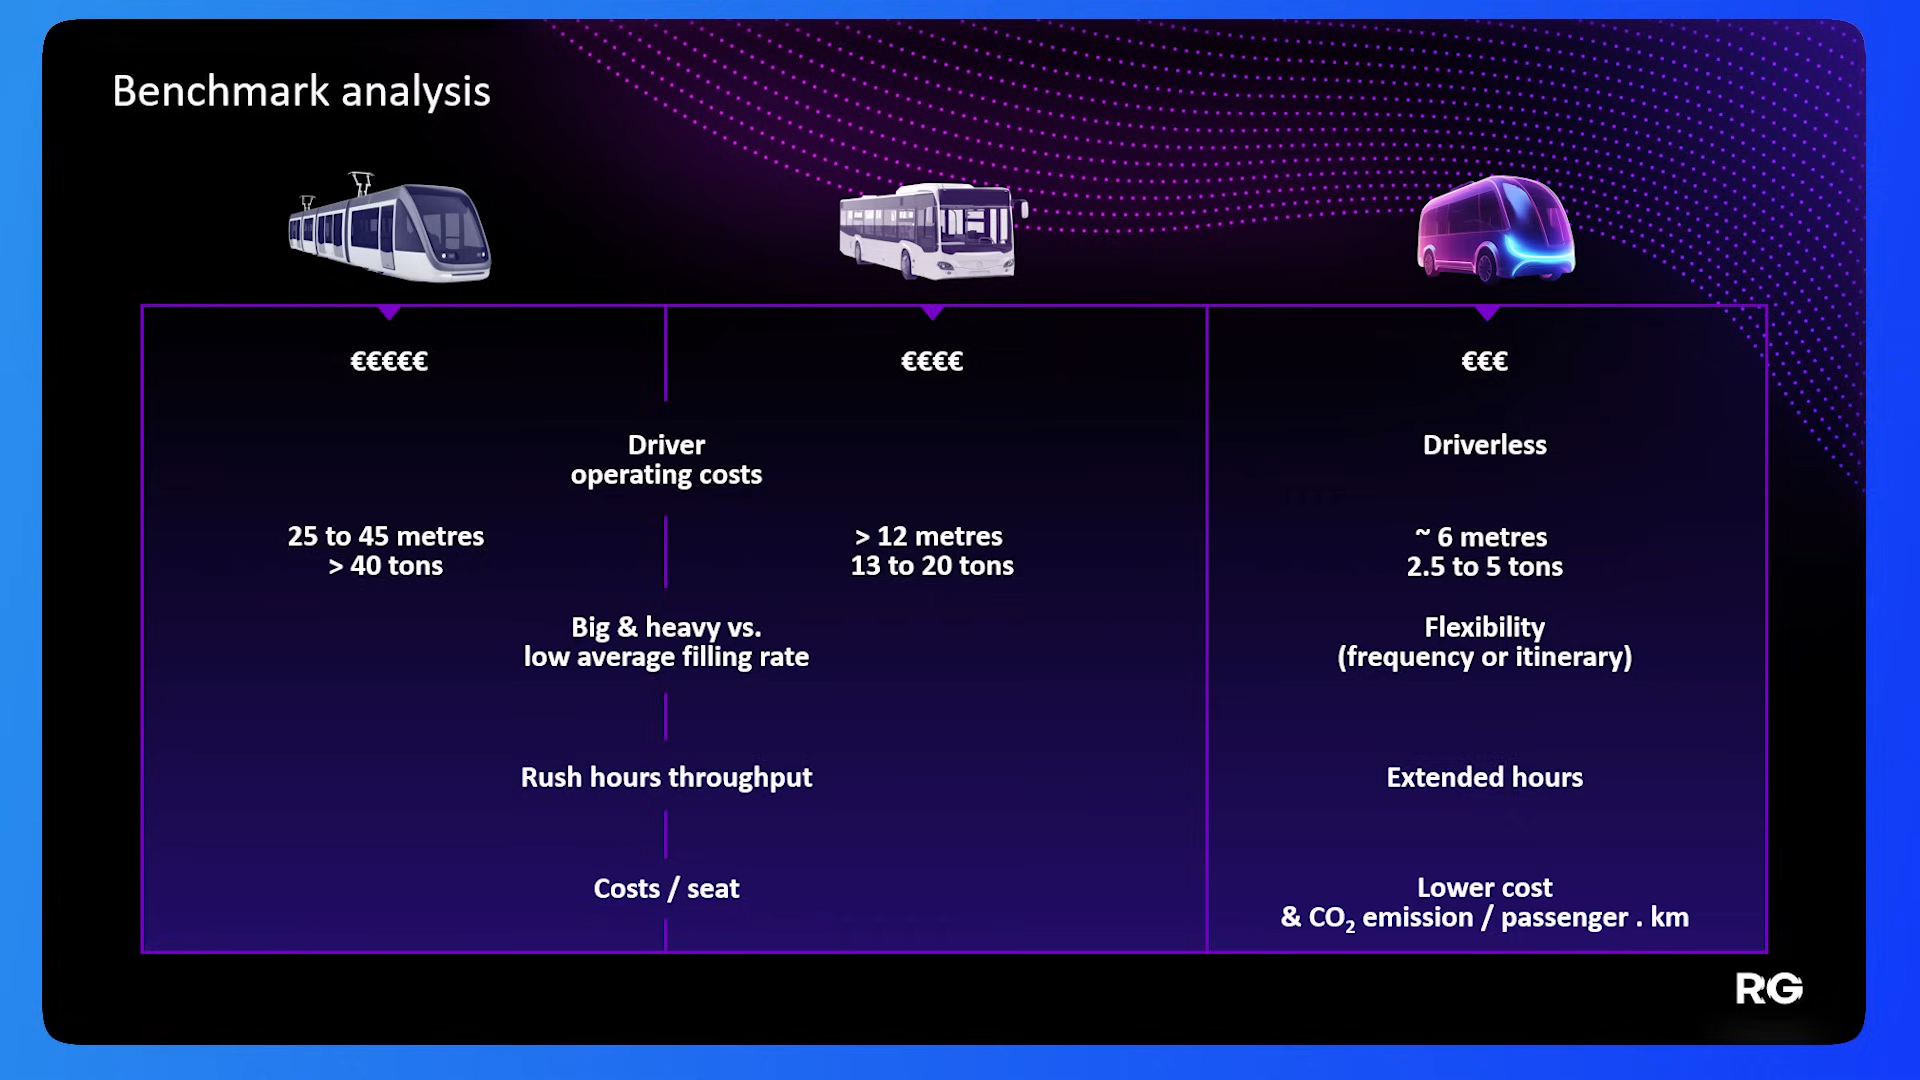 Benchmark analysis
€€€€€
€€€€
€€€
Driver
operating costs
Driverless
25 to 45 metres
> 40 tons
> 12 metres
13 to 20 tons
~ 6 metres
2.5 to 5 tons
Big & heavy vs.
low average filling rate
Flexibility
(frequency or itinerary)
Rush hours throughput
Extended hours
Costs / seat
Lower cost
& CO₂ emission / passenger . km
RG